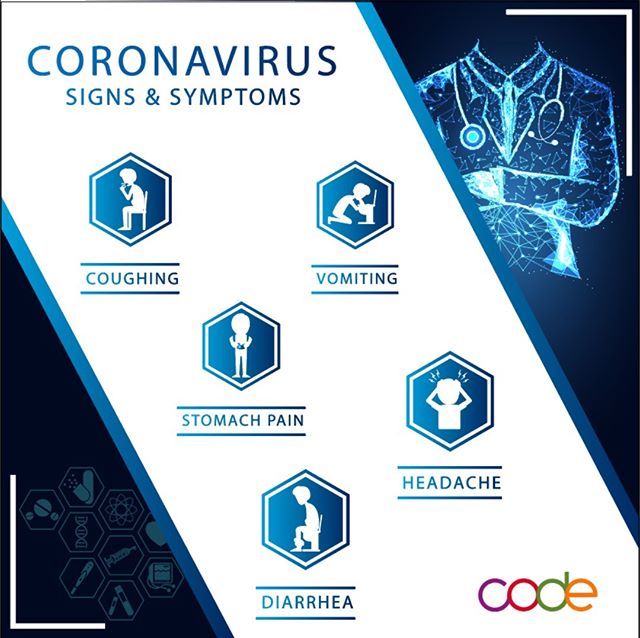 CORONAVIRUS
SIGNS & SYMPTOMS
COUGHING
VOMITING
STOMACH PAIN
HEADACHE
DIARRHEA
code